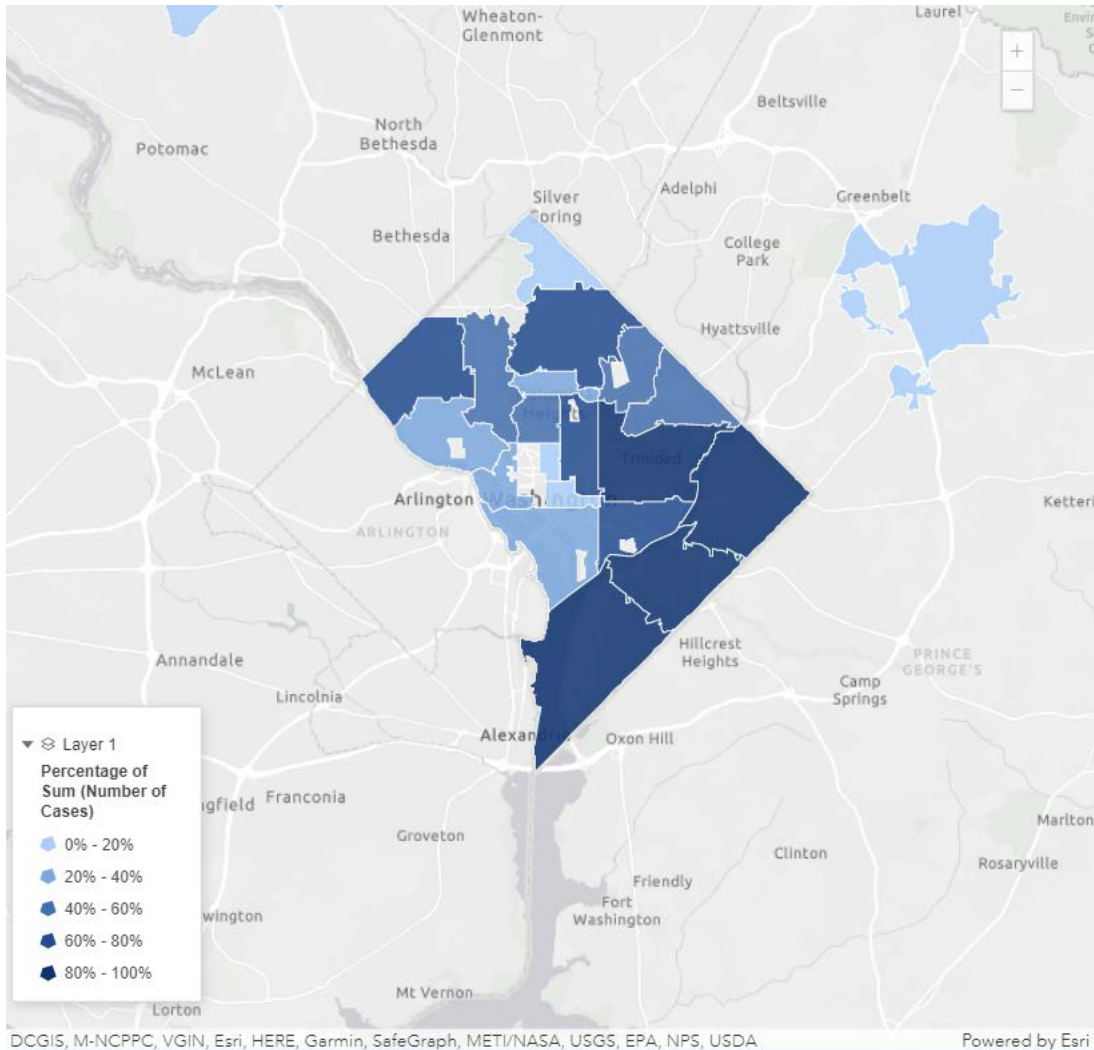 Wheaton-
Glenmont
Laurel
Beltsville
North
Bethesda
Potomac
Adelphi
Silver
Spring
Greenbelt
Bethesda
College
Park
Hyattsville
McLean
Trinidad
Arlington Washington
ARLINGTON
Ketteri
Hillcrest
Heights
PRINCE
GEORGE'S
Annandale
Camp
Springs
Lincolnia
Alexandria
Oxon Hill
Franconia
ngfield
Groveton
Marlton
Clinton
Rosaryville
Friendly
Fort
Washington
wington
Mt Vernon
Lorton
+
−
Layer 1
Percentage of
Sum (Number of
Cases)
0% - 20%
20% - 40%
40% - 60%
60% - 80%
80% - 100%
DCGIS, M-NCPPC, VGIN, Esri, HERE, Garmin, SafeGraph, METI/NASA, USGS, EPA, NPS, USDA
Powered by Esri